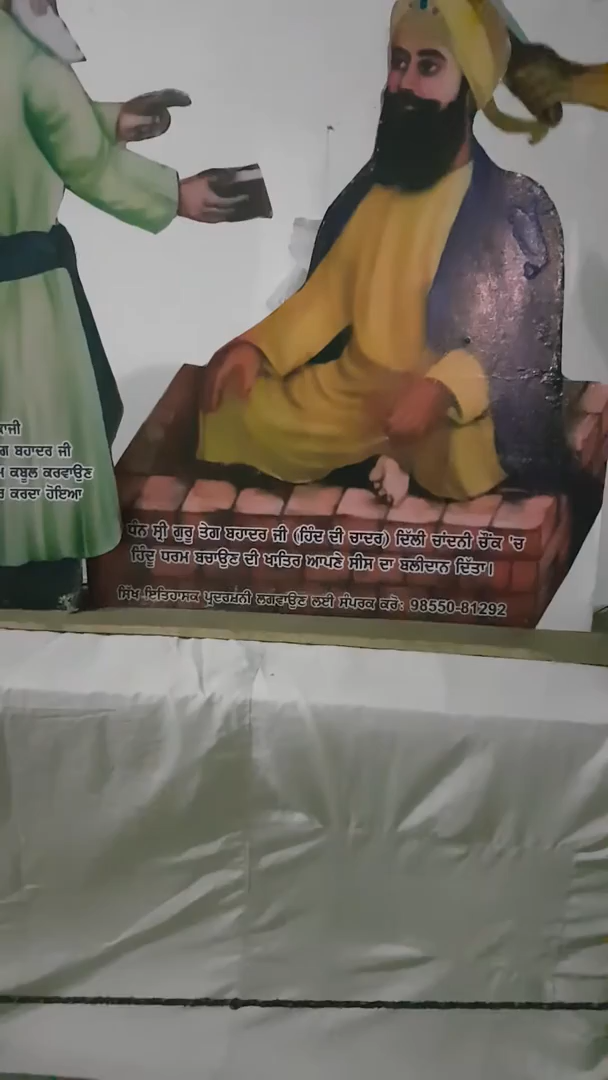 ਕਾਜੀ
ਗ ਬਹਾਦਰ ਜੀ
ਕਬੂਲ ਕਰਵਾਉਣ
ਰ ਕਰਦਾ ਹੋਇਆ
ਧੰਨ ਸ੍ਰੀ ਗੁਰੂ ਤੇਗ ਬਹਾਦਰ ਜੀ (ਹਿੰਦ ਦੀ ਚਾਦਰ) ਦਿੱਲੀ ਚਾਂਦਨੀ ਚੌਂਕ 'ਚ
ਹਿੰਦੂ ਧਰਮ ਬਚਾਉਣ ਦੀ ਖਾਤਿਰ ਆਪਣੇ ਸੀਸ ਦਾ ਬਲੀਦਾਨ ਦਿੱਤਾ।
ਸਿੱਖ ਇਤਿਹਾਸਕ ਪ੍ਰਦਰਸ਼ਨੀ ਲਗਵਾਉਣ ਲਈ ਸੰਪਰਕ ਕਰੋ: 98550-81292